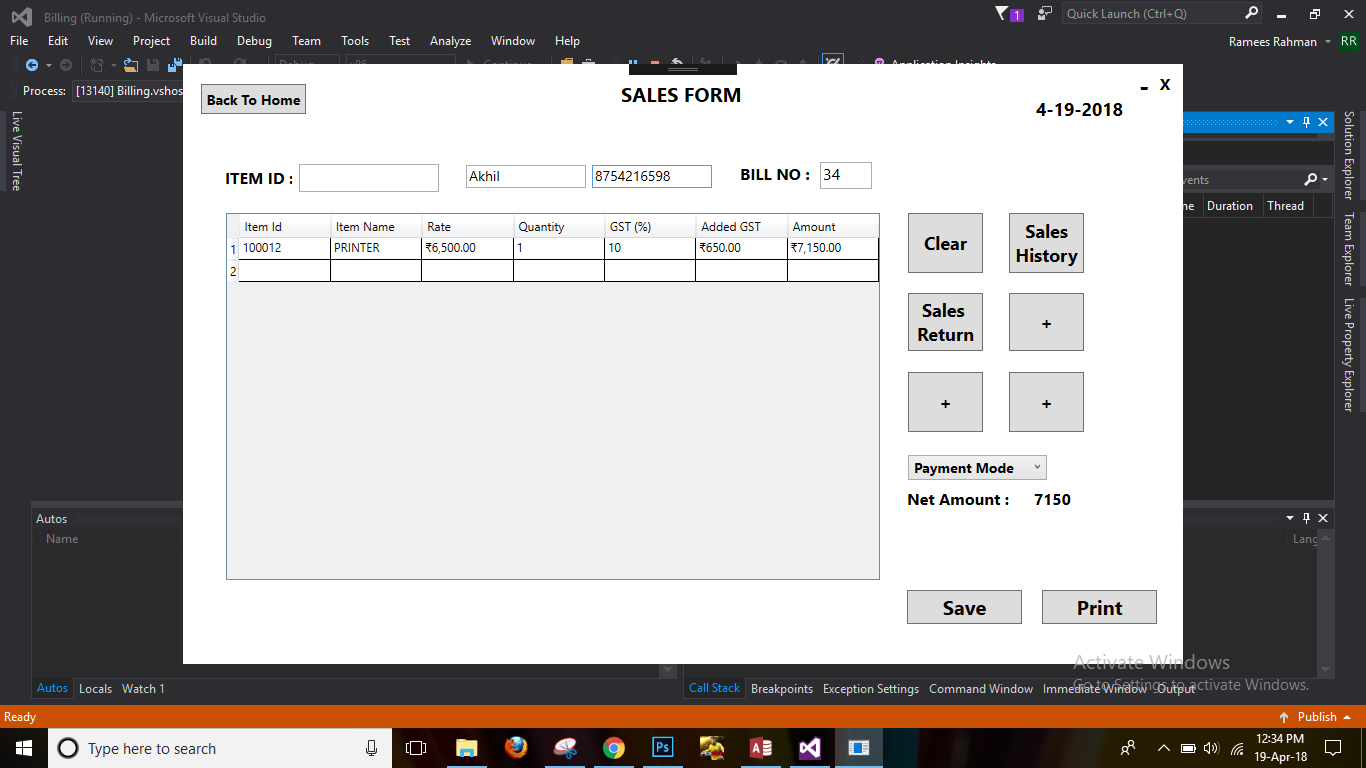 Billing (Running) - Microsoft Visual Studio
1
Quick Launch (Ctrl+Q)
File Edit View Project Build Debug Team Tools Test Analyze Window Help
Ramees Rahman RR
Process: [13140] Billing.vshos
Live Visual Tree
Back To Home
SALES FORM
- X
4-19-2018
ITEM ID :
Akhil
8754216598
BILL NO : 34
Item Id Item Name Rate Quantity GST (%) Added GST Amount
1 100012 PRINTER ₹6,500.00 1 10 ₹650.00 ₹7,150.00
2
Clear
Sales
History
Sales
Return
+
+
+
Payment Mode
Net Amount : 7150
Save
Print
Duration Thread
Solution Explorer
Team Explorer
Live Property Explorer
Autos
Name
Lang
Activate Windows
Go to Settings to activate Windows.
Autos Locals Watch 1
Call Stack Breakpoints Exception Settings Command Window Immediate Window Output
Ready
Publish
Type here to search
Ps
12:34 PM
19-Apr-18